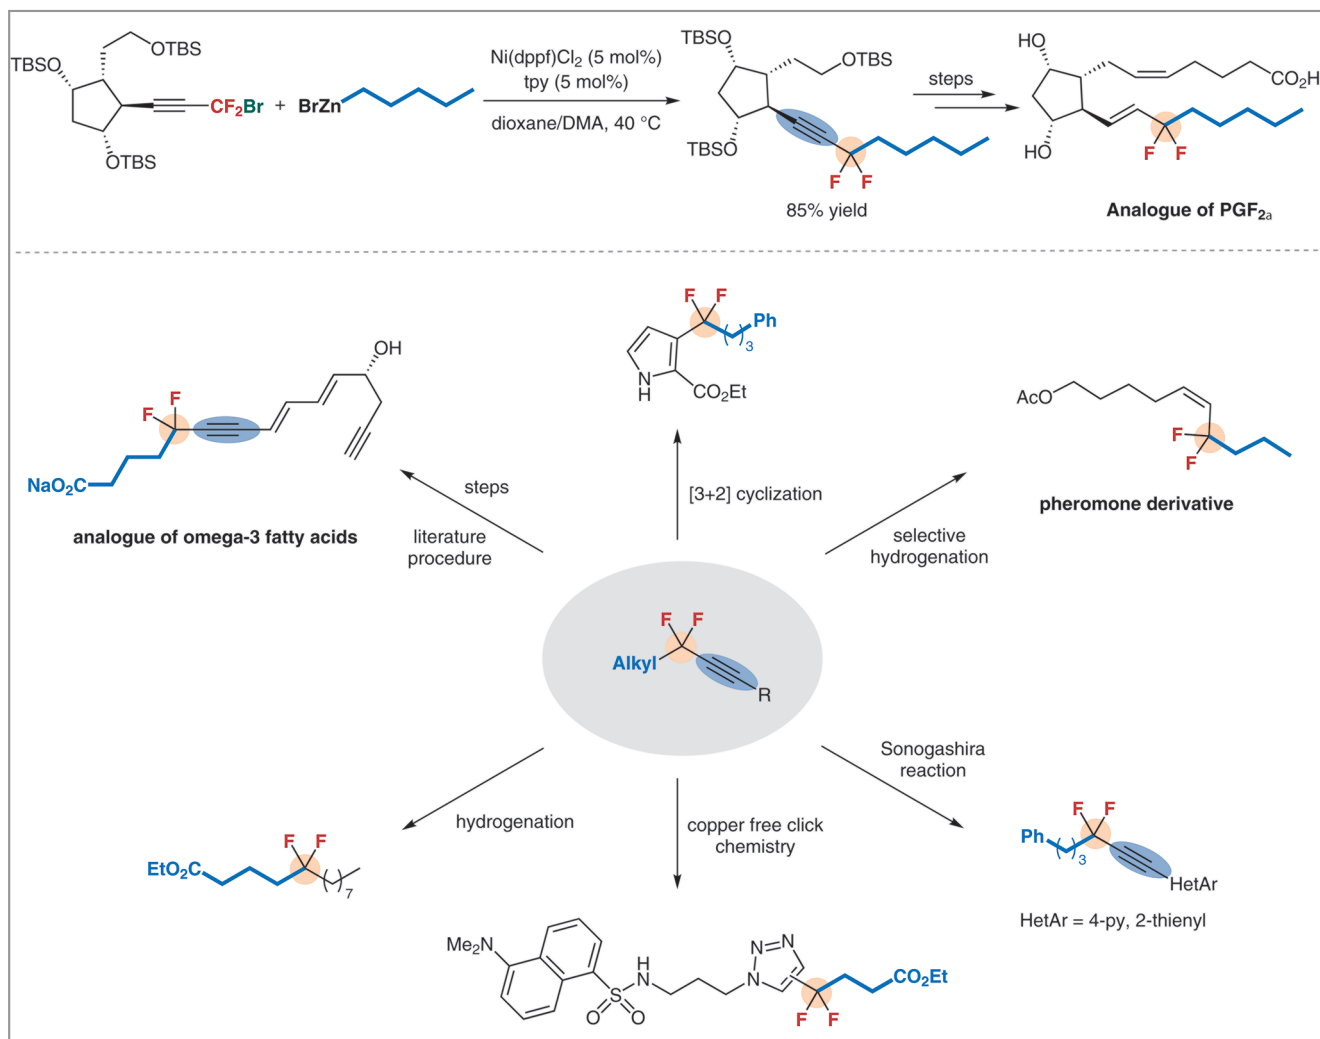 TBSO
OTBS
CF₂Br
+
BrZn
OTBS
Ni(dppf)Cl₂ (5 mol%)
tpy (5 mol%)
dioxane/DMA, 40 °C
TBSO
OTBS
TBSO
F F
85% yield
steps
HO
CO₂H
HO
F F
Analogue of PGF₂ₐ
F F
Ph
3
N
H
CO₂Et
OH
F
F
NaO₂C
analogue of omega-3 fatty acids
steps
literature
procedure
[3+2] cyclization
AcO
F
F
pheromone derivative
selective
hydrogenation
F F
Alkyl
R
hydrogenation
F F
EtO₂C
7
copper free click
chemistry
Sonogashira
reaction
F F
Ph
3
HetAr
HetAr = 4-py, 2-thienyl
Me₂N
S
O O
H
N
N
N N
F F
CO₂Et